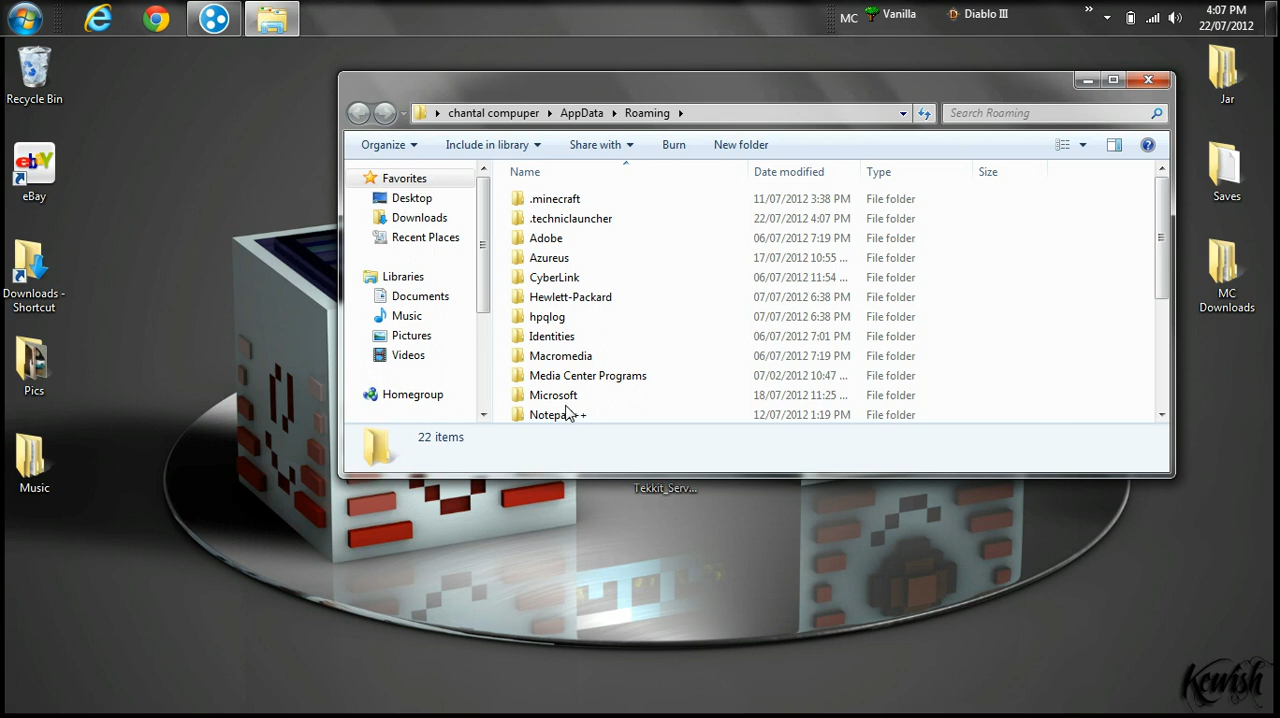 MC
Vanilla
Diablo III
»
4:07 PM
22/07/2012
Recycle Bin
eBay
Downloads -
Shortcut
Pics
Music
Jar
Saves
MC
Downloads
chantal compuper
AppData
Roaming
Search Roaming
Organize
Include in library
Share with
Burn
New folder
Favorites
Desktop
Downloads
Recent Places
Libraries
Documents
Music
Pictures
Videos
Homegroup
Name Date modified Type Size
.minecraft 11/07/2012 3:38 PM File folder
.techniclauncher 22/07/2012 4:07 PM File folder
Adobe 06/07/2012 7:19 PM File folder
Azureus 17/07/2012 10:55 ... File folder
CyberLink 06/07/2012 11:54 ... File folder
Hewlett-Packard 07/07/2012 6:38 PM File folder
hpqlog 07/07/2012 6:38 PM File folder
Identities 06/07/2012 7:01 PM File folder
Macromedia 06/07/2012 7:19 PM File folder
Media Center Programs 07/02/2012 10:47 ... File folder
Microsoft 18/07/2012 11:25 ... File folder
Notepad++ 12/07/2012 1:19 PM File folder
22 items
Tekkit_Serv...
Kewish